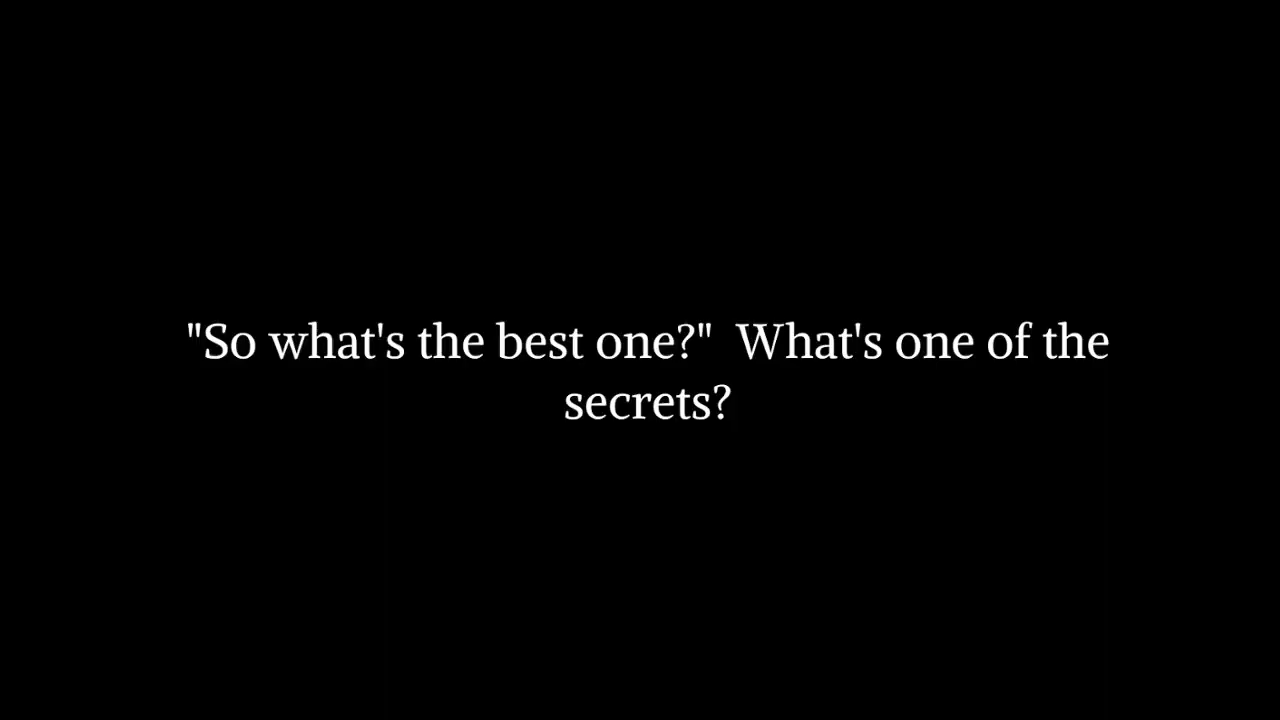 "So what's the best one?"  What's one of the
secrets?